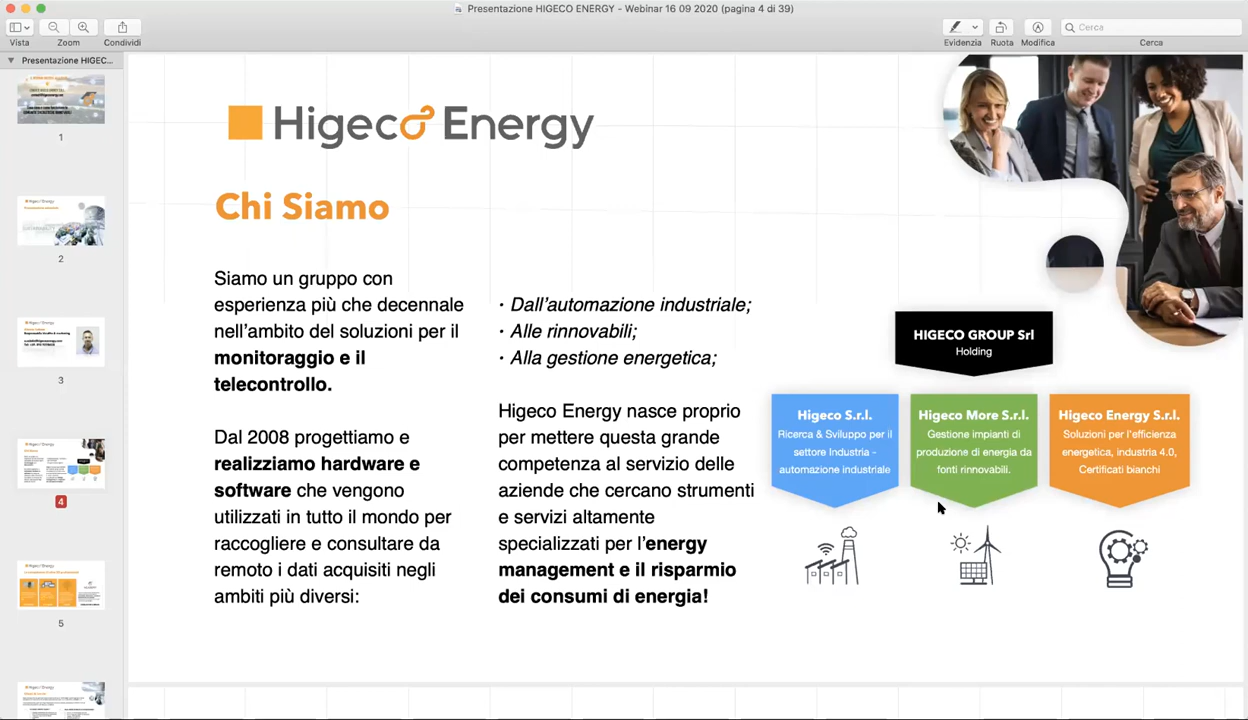 Presentazione HIGECO ENERGY - Webinar 16 09 2020 (pagina 4 di 39)
Vista
Zoom
Condividi
Evidenzia
Ruota
Modifica
Cerca
Cerca
Presentazione HIGEC...
1
2
3
4
5
Higeco Energy
Chi Siamo
Siamo un gruppo con
esperienza più che decennale
nell'ambito del soluzioni per il
monitoraggio e il
telecontrollo.
Dal 2008 progettiamo e
realizziamo hardware e
software che vengono
utilizzati in tutto il mondo per
raccogliere e consultare da
remoto i dati acquisiti negli
ambiti più diversi:
· Dall'automazione industriale;
· Alle rinnovabili;
· Alla gestione energetica;
Higeco Energy nasce proprio
per mettere questa grande
competenza al servizio delle
aziende che cercano strumenti
e servizi altamente
specializzati per l'energy
management e il risparmio
dei consumi di energia!
HIGECO GROUP Srl
Holding
Higeco S.r.l.
Ricerca & Sviluppo per il
settore Industria -
automazione industriale
Higeco More S.r.l.
Gestione impianti di
produzione di energia da
fonti rinnovabili.
Higeco Energy S.r.l.
Soluzioni per l'efficienza
energetica, industria 4.0,
Certificati bianchi